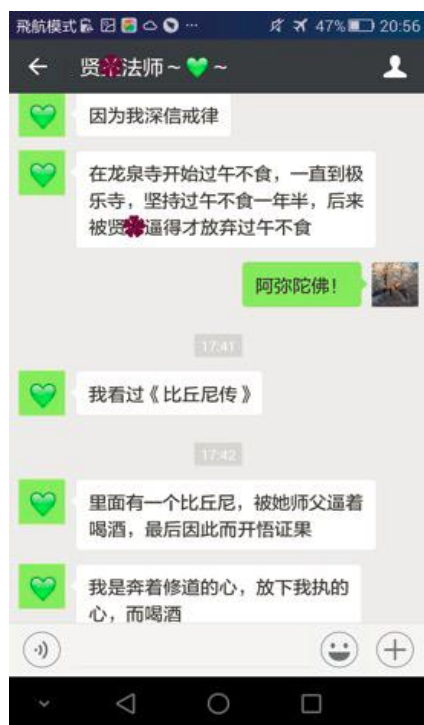 飛航模式 47% 20:56
贤法师~💚~
因为我深信戒律
在龙泉寺开始过午不食，一直到极
乐寺，坚持过午不食一年半，后来
被贤逼得才放弃过午不食
阿弥陀佛！
17:41
我看过《比丘尼传》
17:42
里面有一个比丘尼，被她师父逼着
喝酒，最后因此而开悟证果
我是奔着修道的心，放下我执的
心，而喝酒